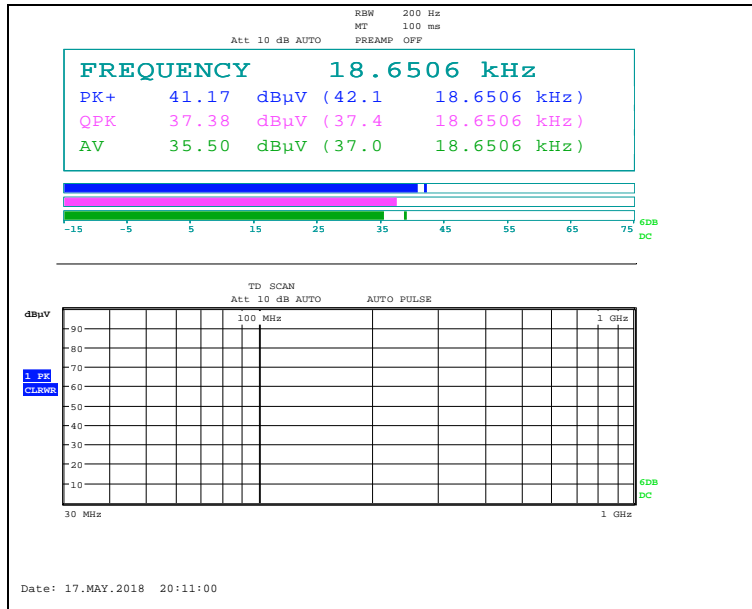 RBW 200 Hz
MT 100 ms
Att 10 dB AUTO PREAMP OFF
FREQUENCY 18.6506 kHz
PK+ 41.17 dBµV (42.1 18.6506 kHz)
QPK 37.38 dBµV (37.4 18.6506 kHz)
AV 35.50 dBµV (37.0 18.6506 kHz)
-15 -5 5 15 25 35 45 55 65 75
6DB
DC
TD SCAN
Att 10 dB AUTO AUTO PULSE
dBµV
100 MHz 1 GHz
90
80
70
1 PK
CLRWR
60
50
40
30
20
10
6DB
DC
30 MHz 1 GHz
Date: 17.MAY.2018 20:11:00